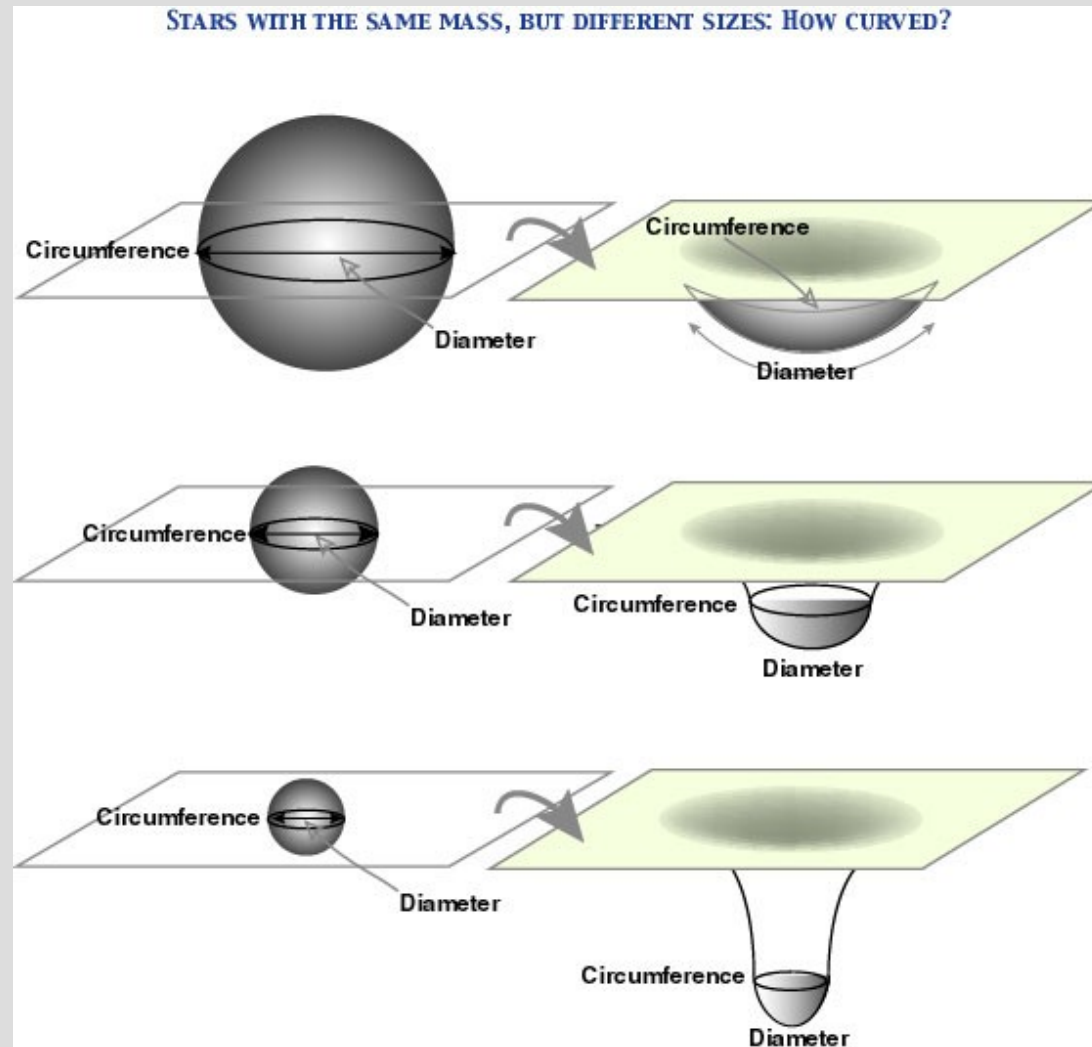 STARS WITH THE SAME MASS, BUT DIFFERENT SIZES: HOW CURVED?
Circumference
Diameter
Circumference
Diameter
Circumference
Diameter
Circumference
Diameter
Circumference
Diameter
Circumference
Diameter